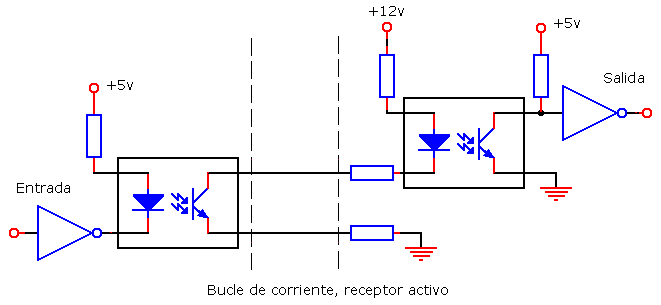 +12v
+5v
+5v
Salida
Entrada
Bucle de corriente, receptor activo